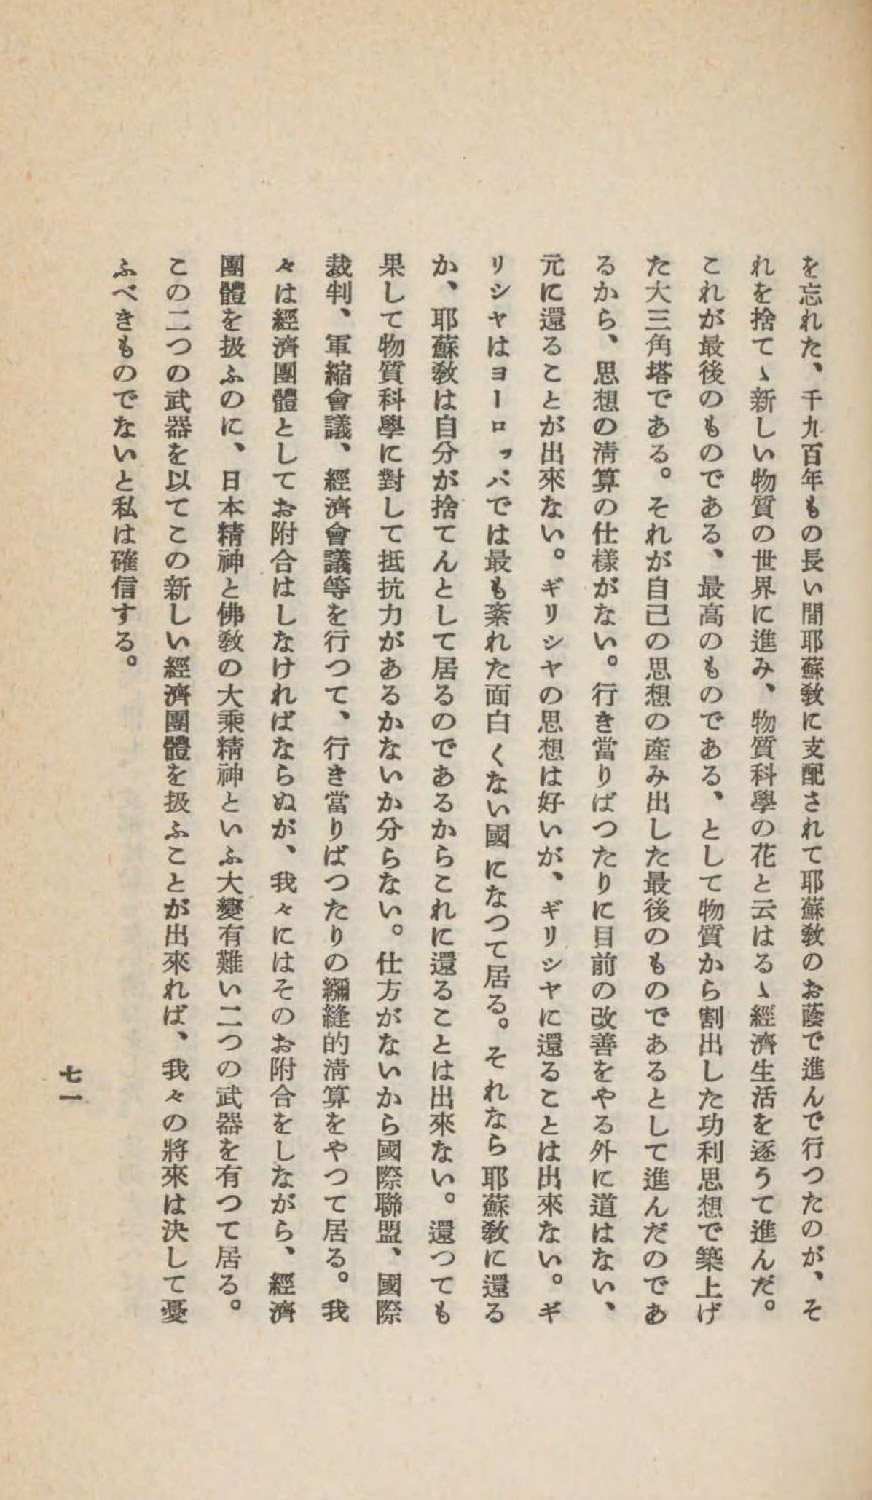 を忘れた、千九百年もの長い間耶蘇敎に支配されて耶蘇敎のお蔭で進んで行つたのが、そ
れを捨てゝ新しい物質の世界に進み、物質科學の花と云はるゝ經濟生活を逐うて進んだ。
これが最後のものである、最高のものである、として物質から割出した功利思想で築上げ
た大三角塔である。それが自己の思想の產み出した最後のものであるとして進んだのであ
るから、思想の淸算の仕樣がない。行き當りばつたりに目前の改善をやる外に道はない、
元に還ることが出來ない。ギリシヤの思想は好いが、ギリシヤに還ることは出來ない。ギ
リシヤはヨーロッパでは最も紊れた面白くない國になつて居る。それなら耶蘇敎に還る
か、耶蘇敎は自分が捨てんとして居るのであるからこれに還ることは出來ない。還つても
果して物質科學に對して抵抗力があるかないか分らない。仕方がないから國際聯盟、國際
裁判、軍縮會議、經濟會議等を行つて、行き當りばつたりの彌縫的淸算をやつて居る。我
々は經濟團體としてお附合はしなければならぬが、我々にはそのお附合をしながら、經濟
團體を扱ふのに、日本精神と佛敎の大乘精神といふ大變有難い二つの武器を有つて居る。
この二つの武器を以てこの新しい經濟團體を扱ふことが出來れば、我々の將來は決して憂
ふべきものでないと私は確信する。
七一